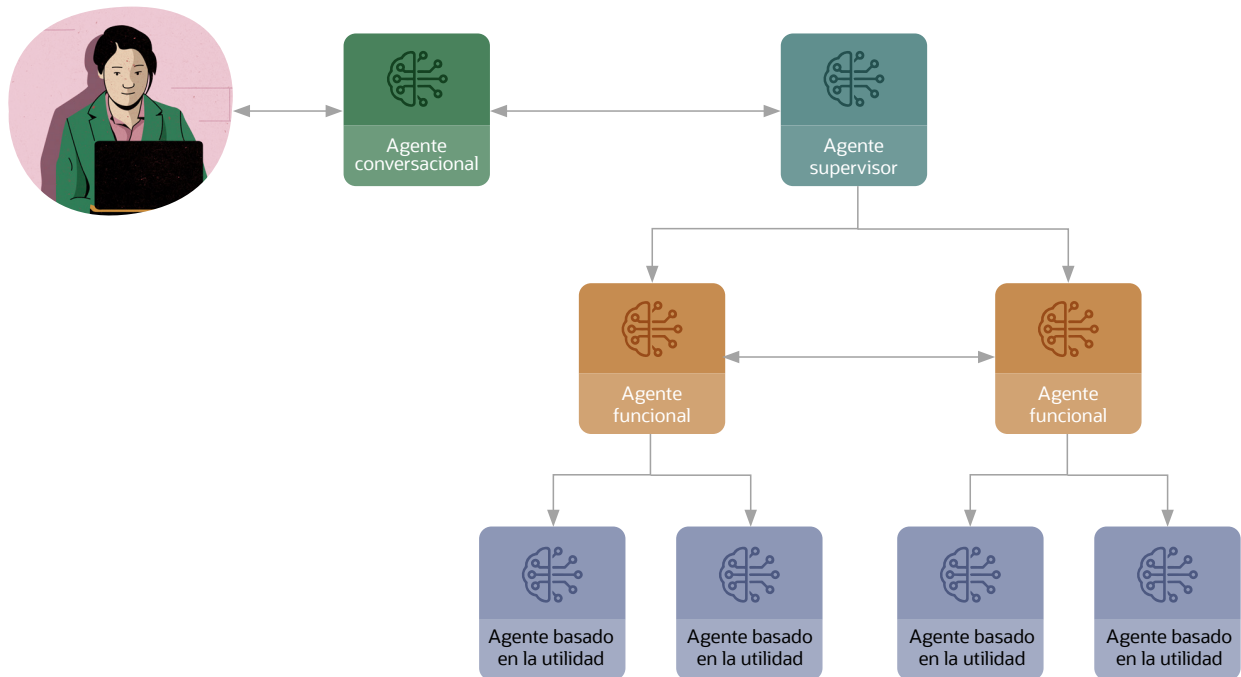 Agente
conversacional
Agente
supervisor
Agente
funcional
Agente
funcional
Agente basado
en la utilidad
Agente basado
en la utilidad
Agente basado
en la utilidad
Agente basado
en la utilidad